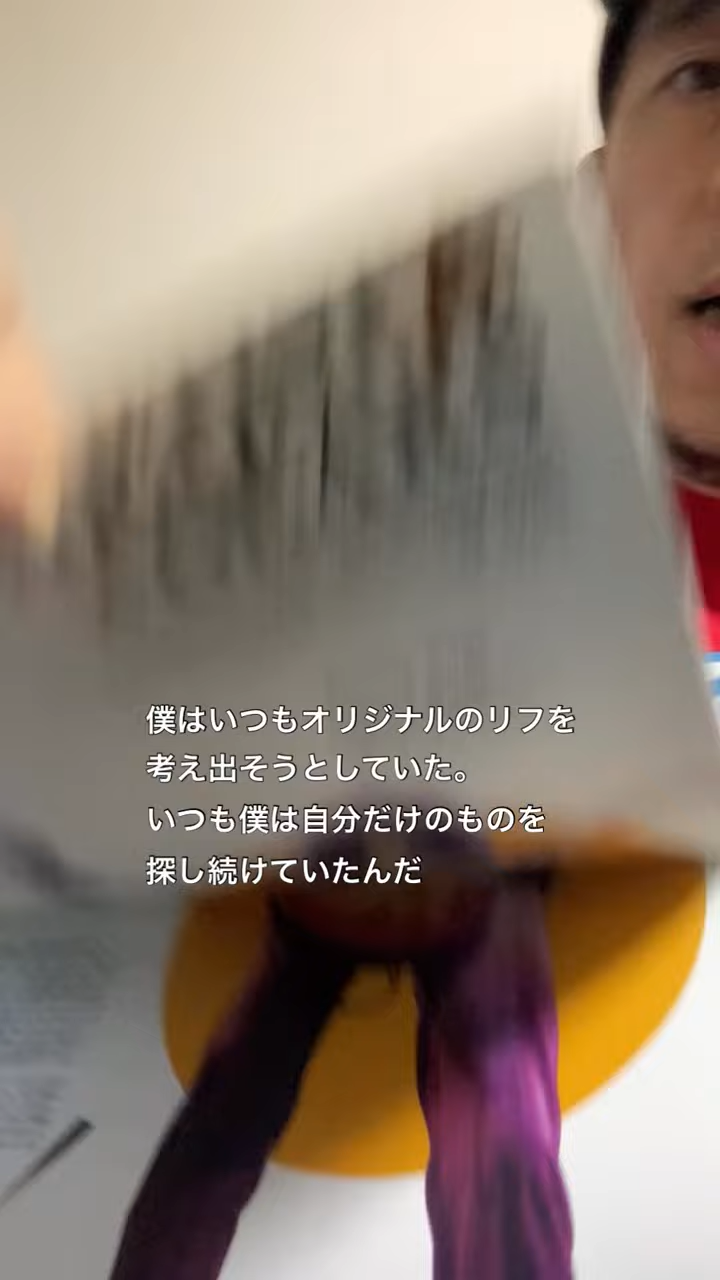 僕はいつもオリジナルのリフを
考え出そうとしていた。
いつも僕は自分だけのものを
探し続けていたんだ